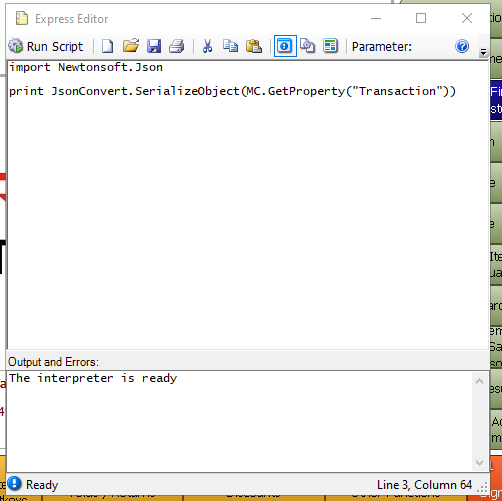 Express Editor
Run Script
Parameter:
import Newtonsoft.Json
print JsonConvert.SerializeObject(MC.GetProperty("Transaction"))
Output and Errors:
The interpreter is ready
Ready
Line 3, Column 64